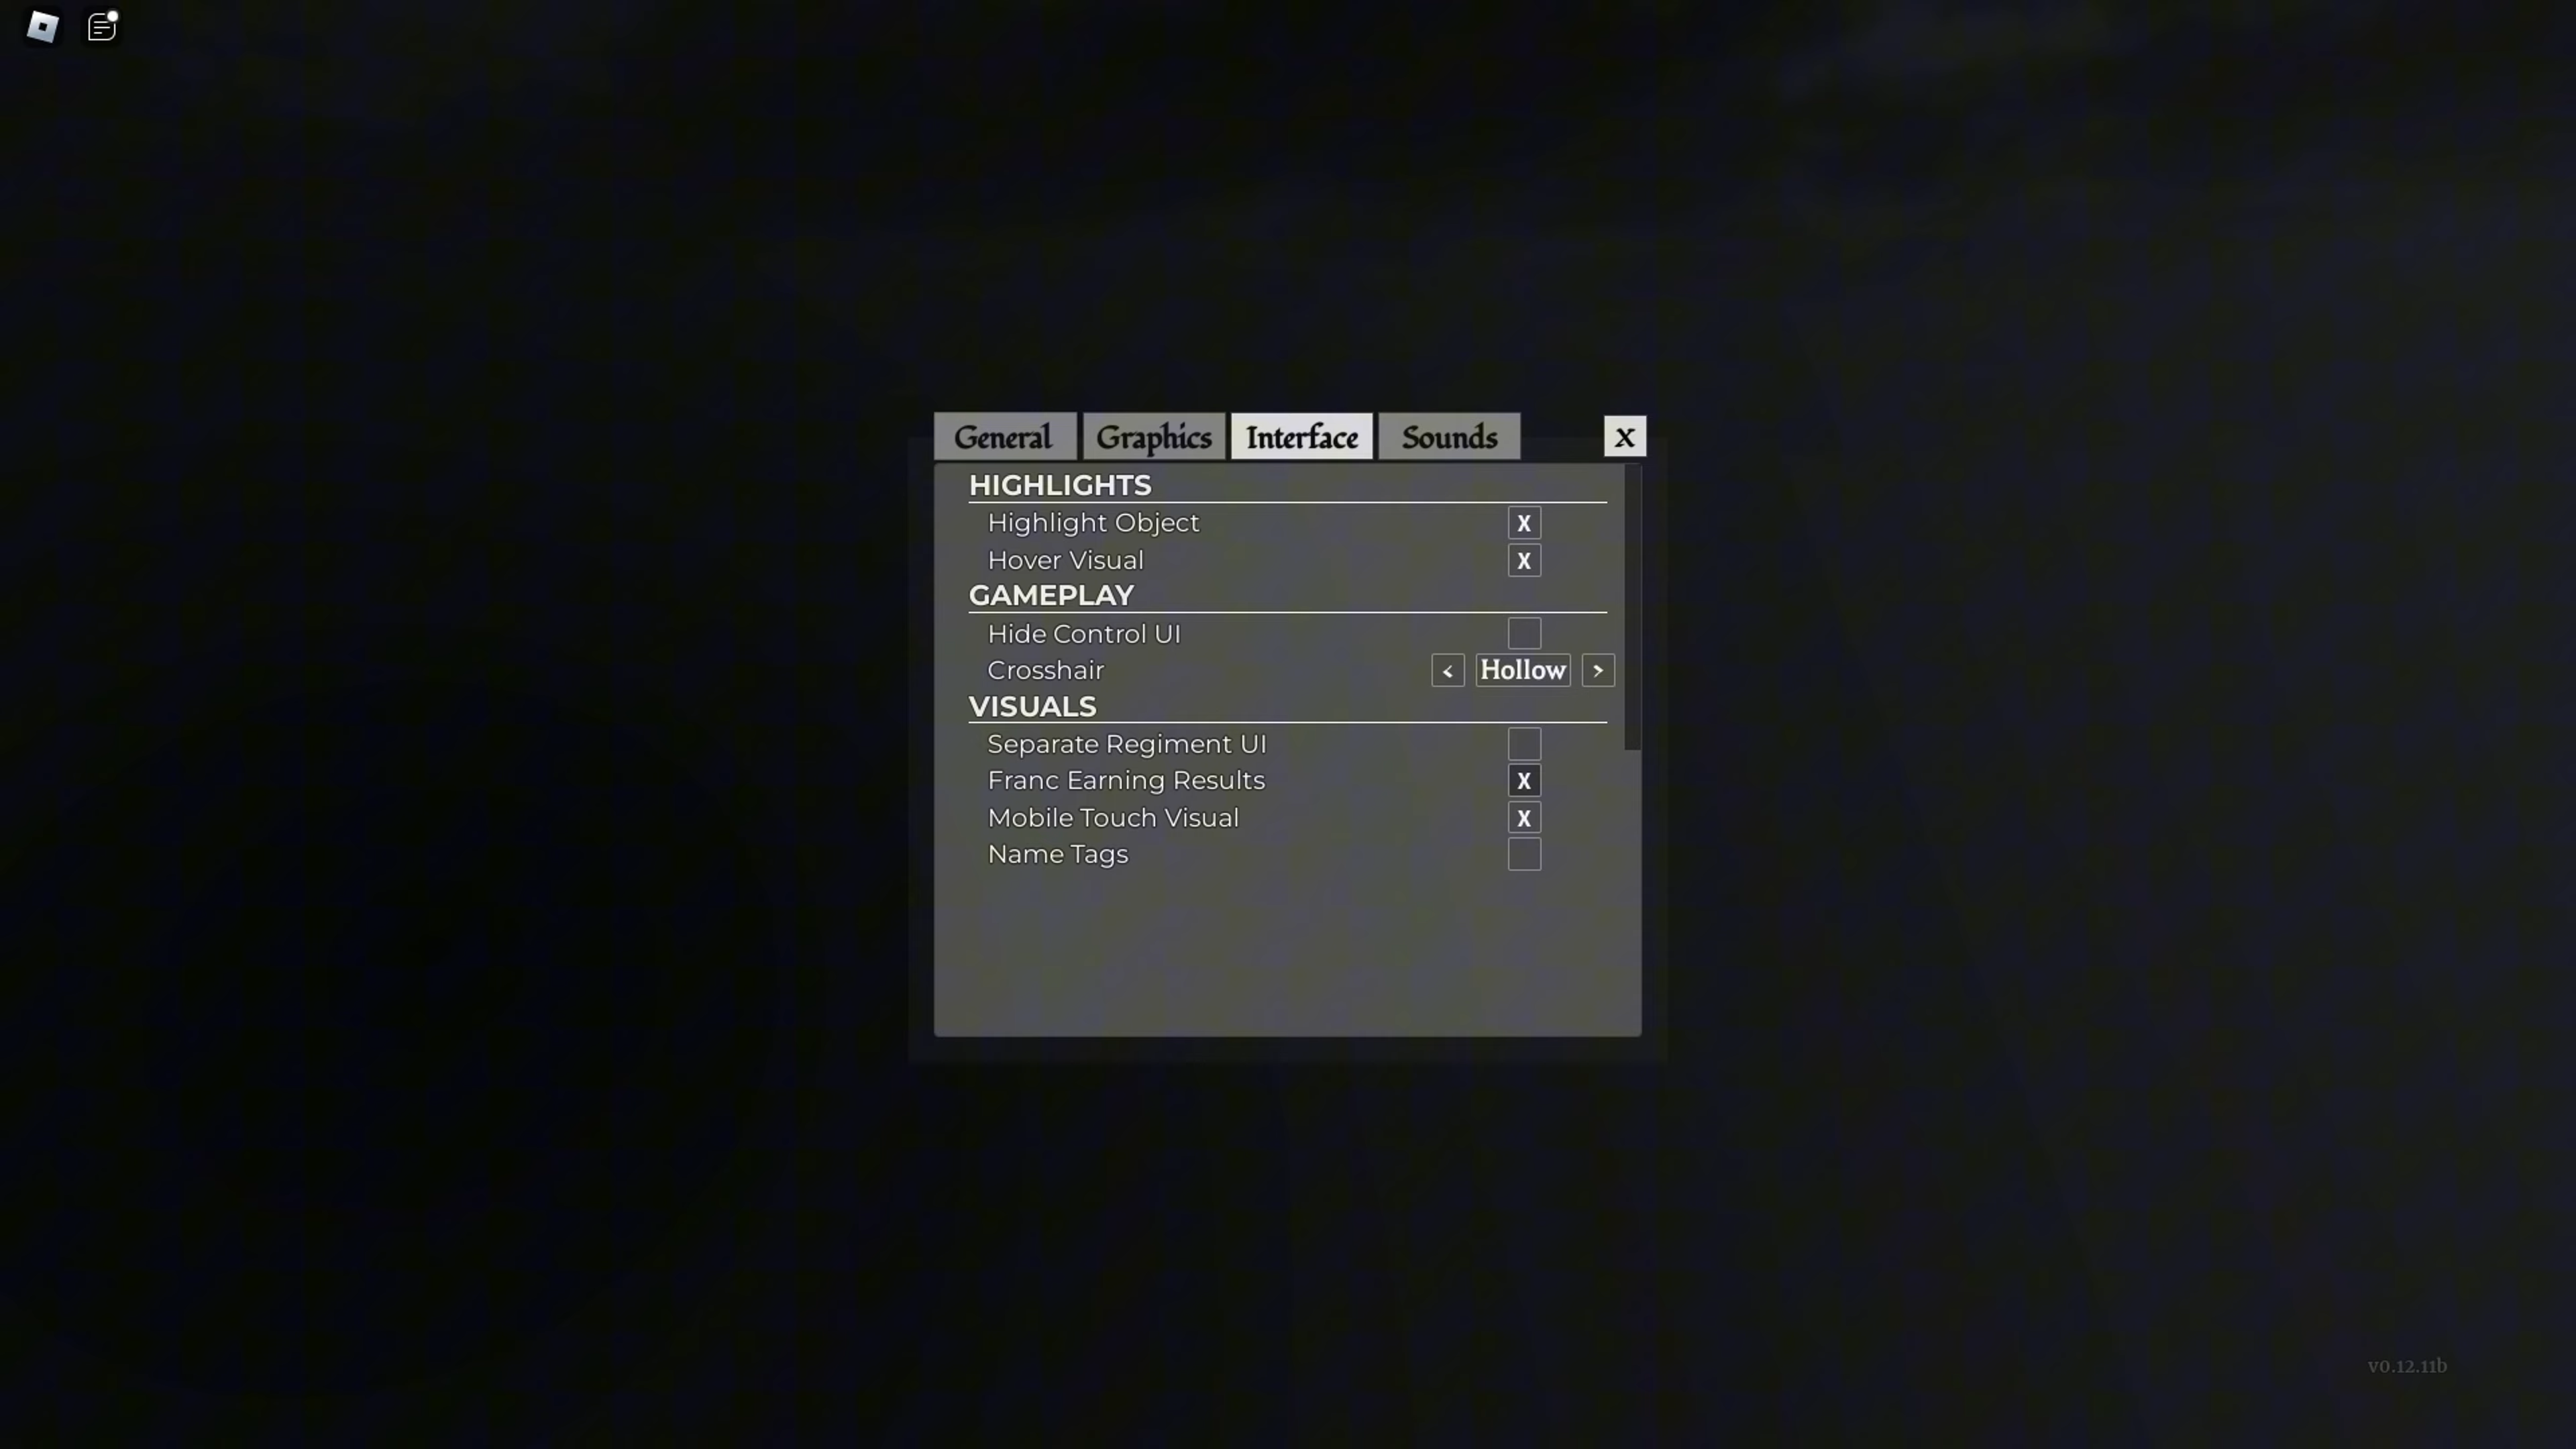 General Graphics Interface Sounds X
HIGHLIGHTS
Highlight Object X
Hover Visual X
GAMEPLAY
Hide Control UI
Crosshair < Hollow >
VISUALS
Separate Regiment UI
Franc Earning Results X
Mobile Touch Visual X
Name Tags
v0.12.11b